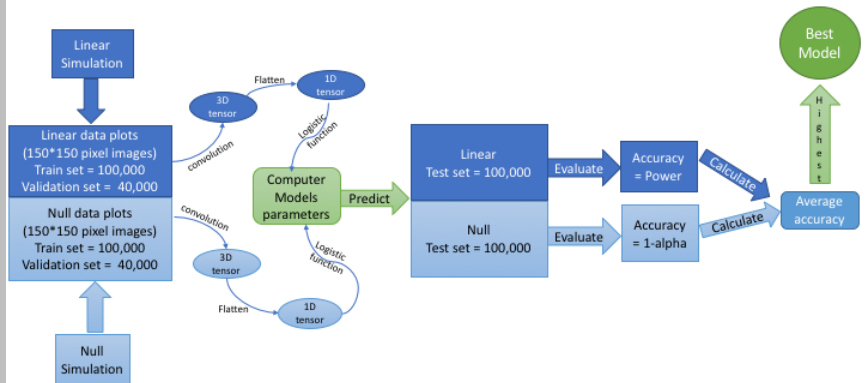 Linear
Simulation
Linear data plots
(150*150 pixel images)
Train set = 100,000
Validation set = 40,000
Null data plots
(150*150 pixel images)
Train set = 100,000
Validation set = 40,000
Null
Simulation
convolution
3D
tensor
Flatten
1D
tensor
Logistic
function
convolution
3D
tensor
Flatten
1D
tensor
Logistic
function
Computer
Models
parameters
Predict
Linear
Test set = 100,000
Null
Test set = 100,000
Evaluate
Evaluate
Accuracy
= Power
Accuracy
= 1-alpha
Calculate
Calculate
Average
accuracy
Highest
Best
Model